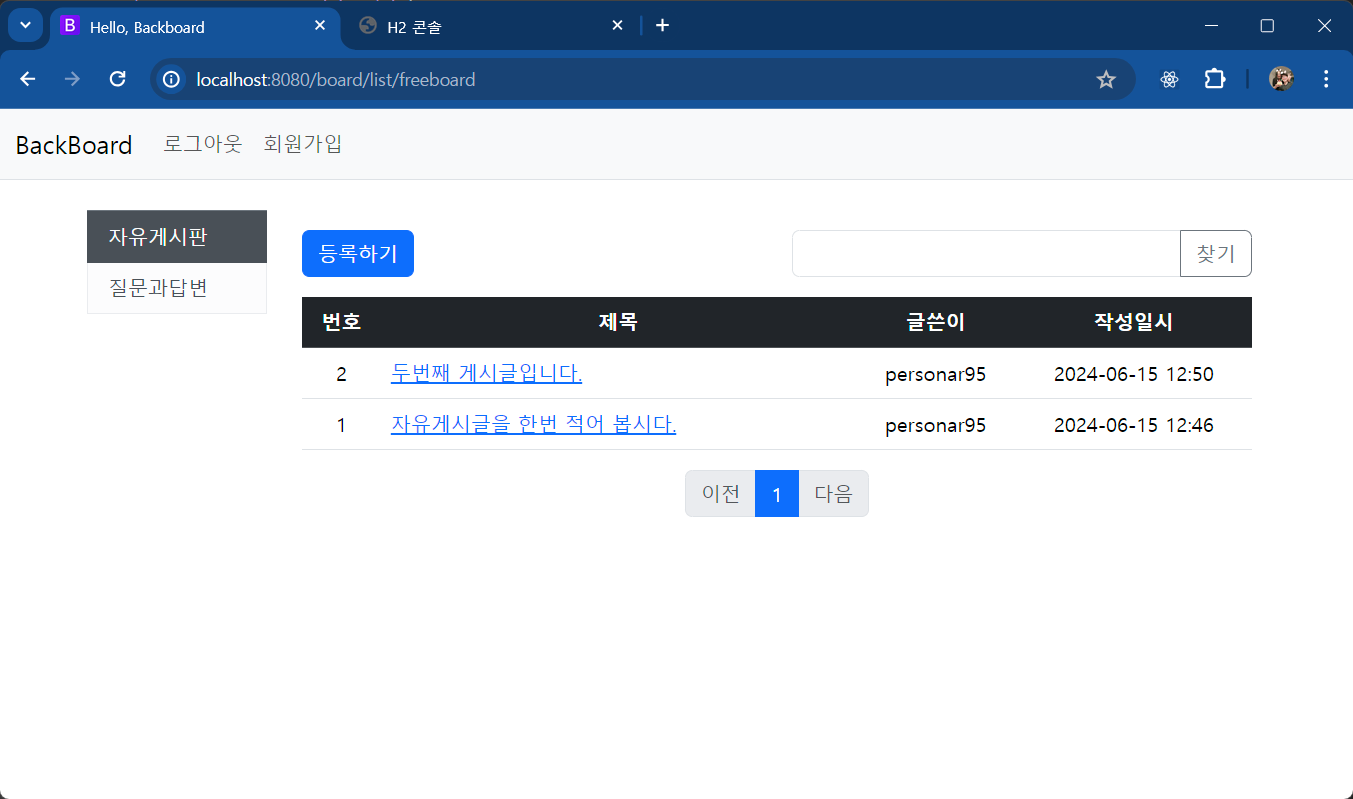 B Hello, Backboard
H2 콘솔
localhost:8080/board/list/freeboard
BackBoard 로그아웃 회원가입
자유게시판
질문과답변
등록하기 찾기
번호 제목 글쓴이 작성일시
2 두번째 게시글입니다. personar95 2024-06-15 12:50
1 자유게시글을 한번 적어 봅시다. personar95 2024-06-15 12:46
이전 1 다음